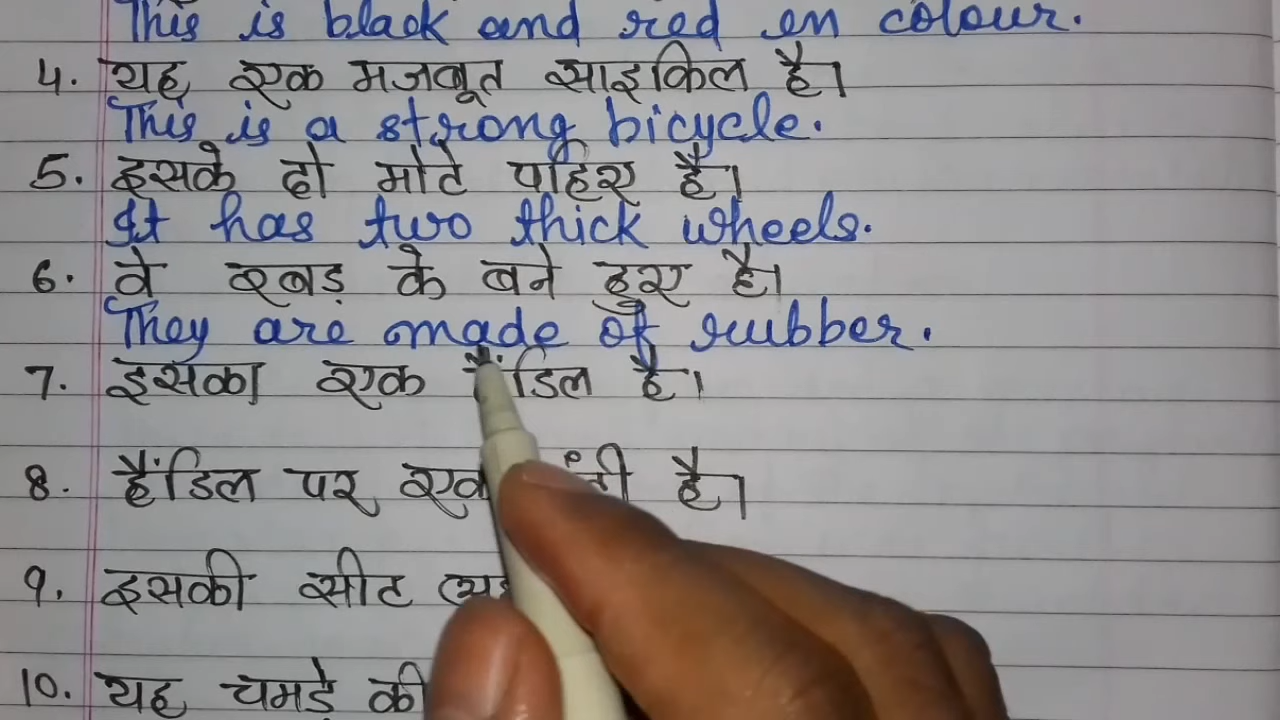 This is black and red in colour.
4. यह एक मजबूत साइकिल है।
This is a strong bicycle.
5. इसके दो मोटे पहिए है।
It has two thick wheels.
6. वे रबड़ के बने हुए है।
They are made of rubber.
7. इसका एक हैंडिल है।
8. हैंडिल पर एक है।
9. इसकी सीट
10. यह चमड़े की